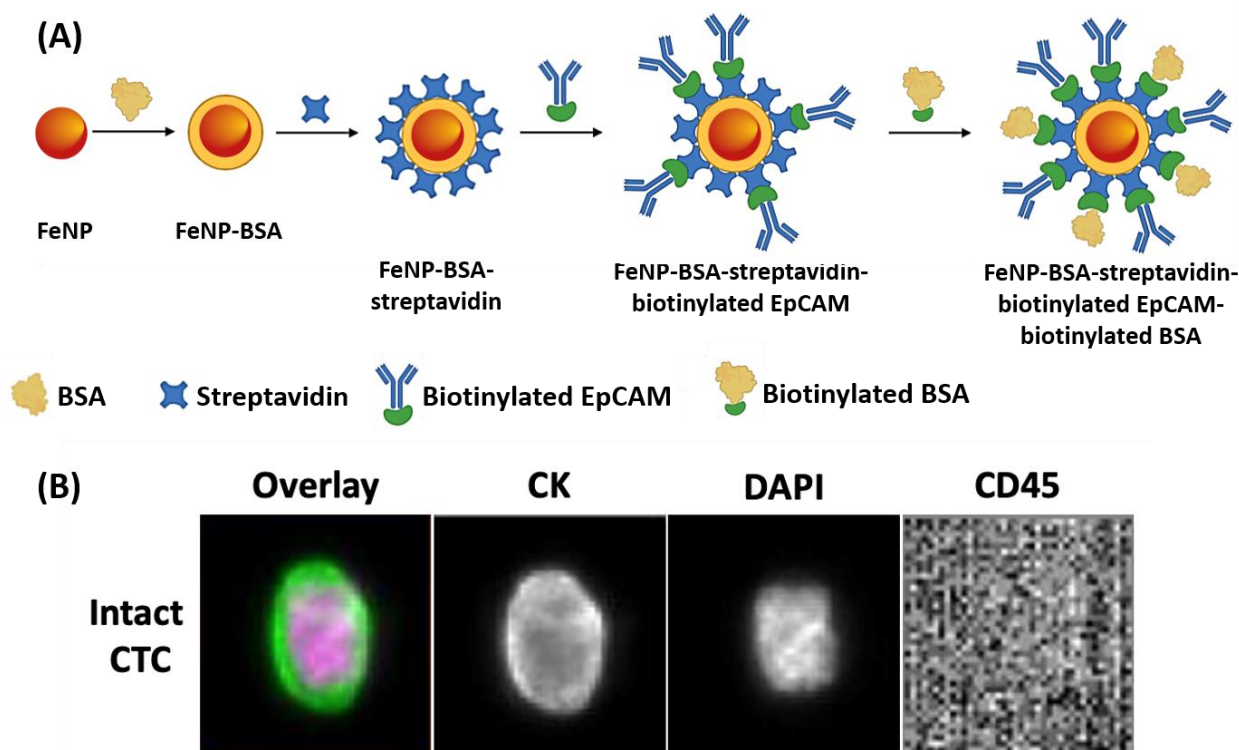 (A)
FeNP
FeNP-BSA
FeNP-BSA-
streptavidin
FeNP-BSA-streptavidin-
biotinylated EpCAM
FeNP-BSA-streptavidin-
biotinylated EpCAM-
biotinylated BSA
BSA
Streptavidin
Biotinylated EpCAM
Biotinylated BSA
(B)
Overlay
CK
DAPI
CD45
Intact
CTC